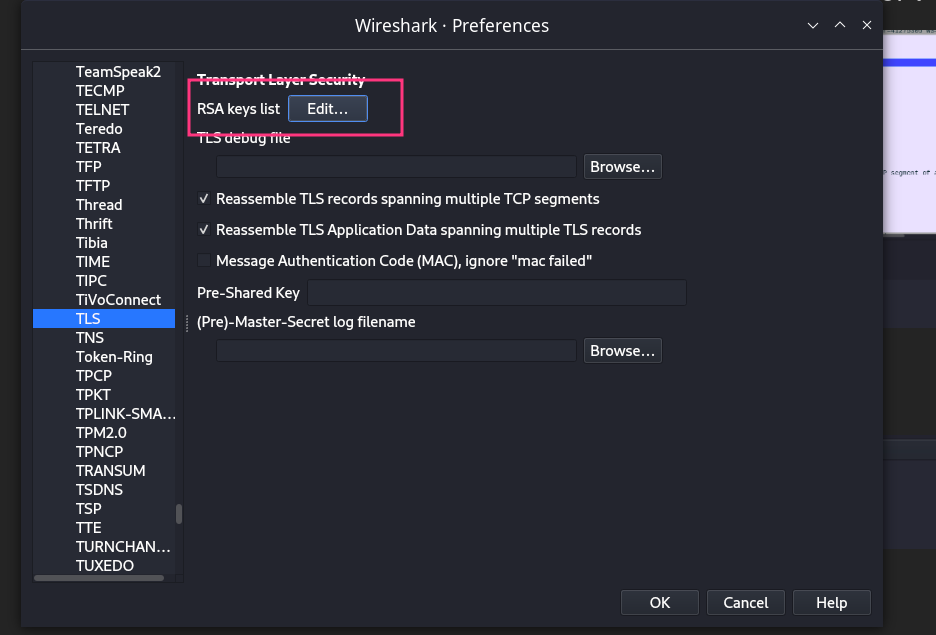 Wireshark · Preferences
TeamSpeak2
TECMP
TELNET
Teredo
TETRA
TFP
TFTP
Thread
Thrift
Tibia
TIME
TIPC
TiVoConnect
TLS
TNS
Token-Ring
TPCP
TPKT
TPLINK-SMA...
TPM2.0
TPNCP
TRANSUM
TSDNS
TSP
TTE
TURNCHAN...
TUXEDO
Transport Layer Security
RSA keys list Edit...
TLS debug file
Browse...
✓ Reassemble TLS records spanning multiple TCP segments
✓ Reassemble TLS Application Data spanning multiple TLS records
Message Authentication Code (MAC), ignore "mac failed"
Pre-Shared Key
(Pre)-Master-Secret log filename
Browse...
OK Cancel Help
P segment of a